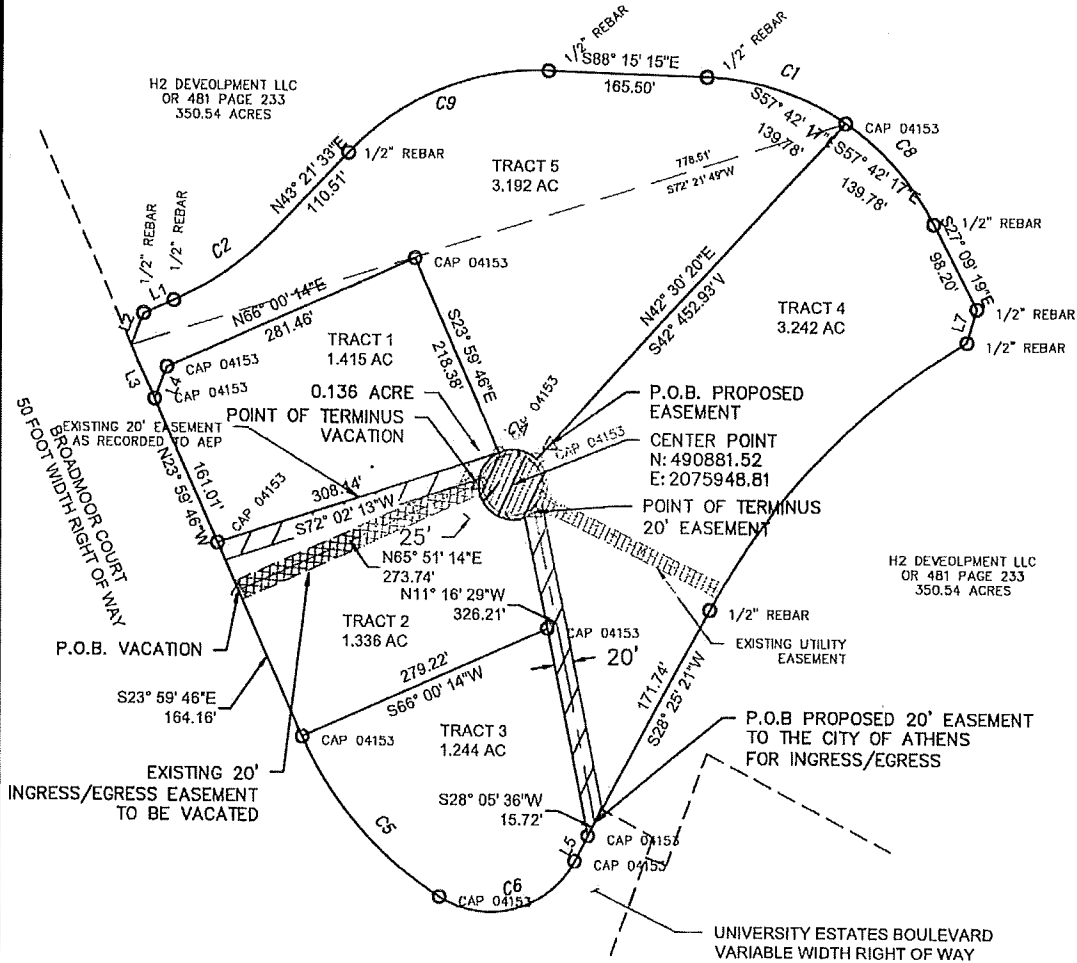 1/2" REBAR
S88° 15' 15"E
165.50'
1/2" REBAR
C1
H2 DEVEOLPMENT LLC
OR 481 PAGE 233
350.54 ACRES
C9
S57° 42' 17"E
139.78'
CAP 04153
C8
S57° 42' 17"E
139.78'
1/2" REBAR
N43° 21' 33"E
110.51'
TRACT 5
3.192 AC
778.51'
S72° 21' 49"W
1/2" REBAR
S27° 09' 19"E
98.20'
1/2" REBAR
1/2" REBAR
C2
L1
L2
CAP 04153
N66° 00' 14"E
281.46'
N42° 30' 20"E
S42° 452.93'V
TRACT 4
3.242 AC
1/2" REBAR
L7
1/2" REBAR
TRACT 1
1.415 AC
S23° 59' 46"E
218.38'
L3
L4
CAP 04153
CAP 04153
0.136 ACRE
POINT OF TERMINUS
VACATION
CAP 04153
CAP 04153
P.O.B. PROPOSED
EASEMENT
CENTER POINT
N: 490881.52
E: 2075948.81
50 FOOT WIDTH RIGHT OF WAY
BROADMOOR COURT
EXISTING 20' EASEMENT
AS RECORDED TO AEP
N23° 59' 46"W
161.01'
CAP 04153
308.14'
S72° 02' 13"W
25'
POINT OF TERMINUS
20' EASEMENT
N65° 51' 14"E
273.74'
N11° 16' 29"W
326.21'
H2 DEVEOLPMENT LLC
OR 481 PAGE 233
350.54 ACRES
TRACT 2
1.336 AC
1/2" REBAR
CAP 04153
EXISTING UTILITY
EASEMENT
P.O.B. VACATION
20'
279.22'
S66° 00' 14"W
171.74'
S28° 25' 21"W
S23° 59' 46"E
164.16'
CAP 04153
TRACT 3
1.244 AC
P.O.B PROPOSED 20' EASEMENT
TO THE CITY OF ATHENS
FOR INGRESS/EGRESS
EXISTING 20'
INGRESS/EGRESS EASEMENT
TO BE VACATED
S28° 05' 36"W
15.72'
C5
CAP 04153
L5
CAP 04153
C6
CAP 04153
UNIVERSITY ESTATES BOULEVARD
VARIABLE WIDTH RIGHT OF WAY